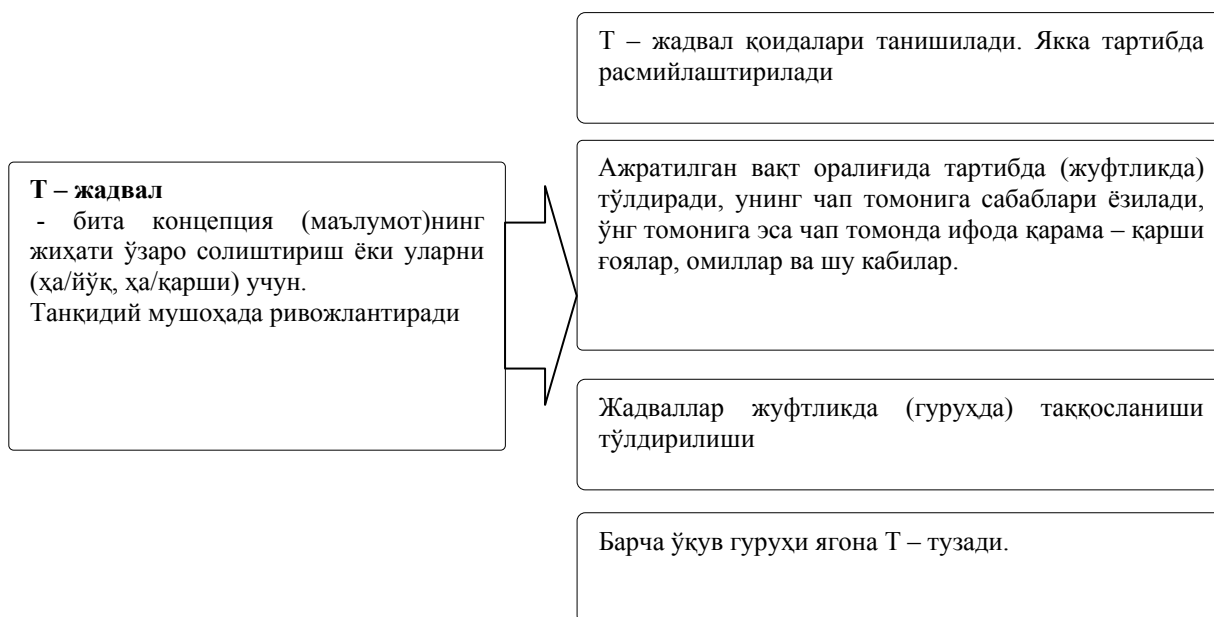 Т – жадвал
- бита концепция (маълумот)нинг
жиҳати ўзаро солиштириш ёки уларни
(ҳа/йўқ, ҳа/қарши) учун.
Танқидий мушоҳада ривожлантиради
Т – жадвал қоидалари танишилади. Якка тартибда
расмийлаштирилади
Ажратилган вақт оралиғида тартибда (жуфтликда)
тўлдиради, унинг чап томонига сабаблари ёзилади,
ўнг томонига эса чап томонда ифода қарама – қарши
ғоялар, омиллар ва шу кабилар.
Жадваллар жуфтликда (гуруҳда) таққосланиши
тўлдирилиши
Барча ўқув гуруҳи ягона Т – тузади.